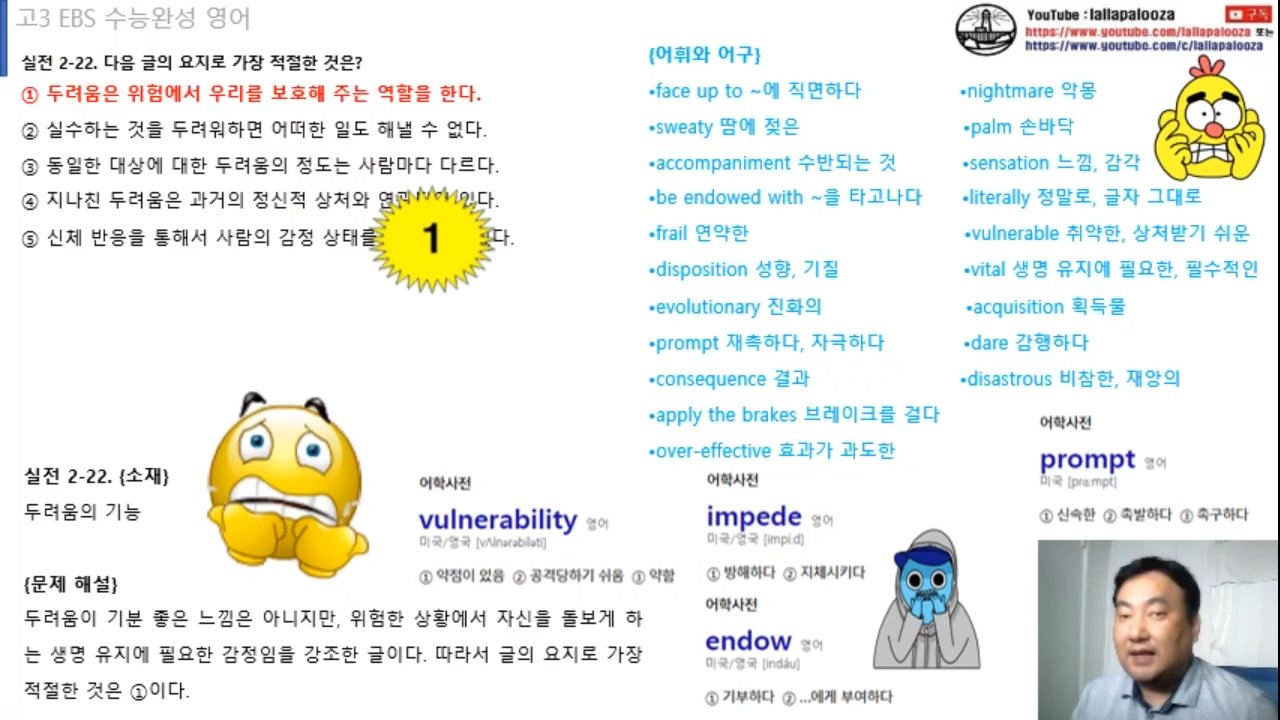 고3 EBS 수능완성 영어
YouTube : lallapalooza
구독
https://www.youtube.com/lallapalooza 또는
https://www.youtube.com/c/lallapalooza
실전 2-22. 다음 글의 요지로 가장 적절한 것은?
① 두려움은 위험에서 우리를 보호해 주는 역할을 한다.
② 실수하는 것을 두려워하면 어떠한 일도 해낼 수 없다.
③ 동일한 대상에 대한 두려움의 정도는 사람마다 다르다.
④ 지나친 두려움은 과거의 정신적 상처와 있다.
⑤ 신체 반응을 통해서 사람의 감정 상태를 다.
1
{어휘와 어구}
•face up to ~에 직면하다
•nightmare 악몽
•sweaty 땀에 젖은
•palm 손바닥
•accompaniment 수반되는 것
•sensation 느낌, 감각
•be endowed with ~을 타고나다
•literally 정말로, 글자 그대로
•frail 연약한
•vulnerable 취약한, 상처받기 쉬운
•disposition 성향, 기질
•vital 생명 유지에 필요한, 필수적인
•evolutionary 진화의
•acquisition 획득물
•prompt 재촉하다, 자극하다
•dare 감행하다
•consequence 결과
•disastrous 비참한, 재앙의
•apply the brakes 브레이크를 걸다
•over-effective 효과가 과도한
실전 2-22. {소재}
두려움의 기능
{문제 해설}
두려움이 기분 좋은 느낌은 아니지만, 위험한 상황에서 자신을 돌보게 하
는 생명 유지에 필요한 감정임을 강조한 글이다. 따라서 글의 요지로 가장
적절한 것은 ①이다.
어학사전
vulnerability 영어
미국/영국 [vʌ̀lnərəbíləti]
① 약점이 있음 ② 공격당하기 쉬움 ③ 약함
어학사전
impede 영어
미국/영국 [impíːd]
① 방해하다 ② 지체시키다
어학사전
endow 영어
미국/영국 [indáu]
① 기부하다 ② …에게 부여하다
어학사전
prompt 영어
미국 [prɑːmpt]
① 신속한 ② 촉발하다 ③ 촉구하다